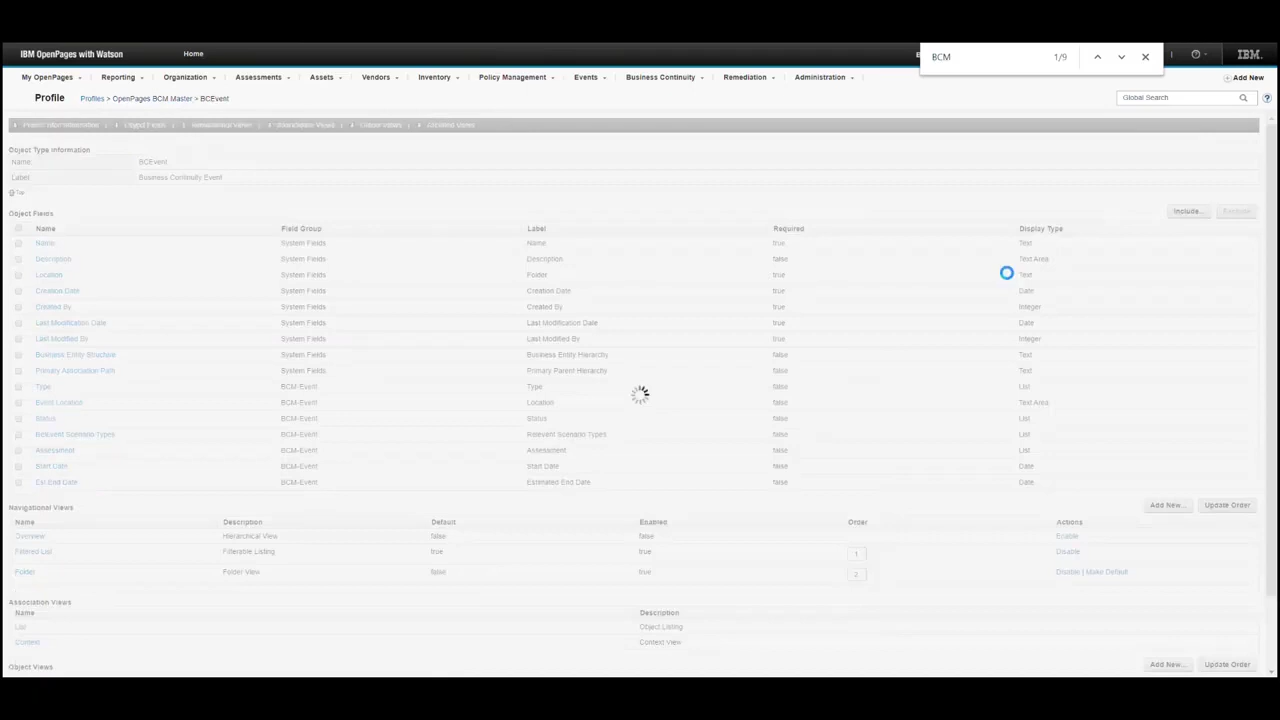 IBM OpenPages with Watson Home BCM 1/9 IBM.
My OpenPages Reporting Organization Assessments Assets Vendors Inventory Policy Management Events Business Continuity Remediation Administration Add New
Profile Profiles > OpenPages BCM Master > BCEvent Global Search
Object Fields Association Views
Object Type Information
Name: BCEvent
Label: Business Continuity Event
Top
Object Fields Include... Exclude
Name Field Group Label Required Display Type
Name System Fields Name true Text
Description System Fields Description false Text Area
Location System Fields Folder true Text
Creation Date System Fields Creation Date true Date
Created By System Fields Created By true Integer
Last Modification Date System Fields Last Modification Date true Date
Last Modified By System Fields Last Modified By true Integer
Business Entity Structure System Fields Business Entity Hierarchy false Text
Primary Association Path System Fields Primary Parent Hierarchy false Text
Type BCM-Event Type false List
Event Location BCM-Event Location false Text Area
Status BCM-Event Status false List
Relevant Scenario Types BCM-Event Relevant Scenario Types false List
Assessment BCM-Event Assessment false List
Start Date BCM-Event Start Date false Date
Est End Date BCM-Event Estimated End Date false Date
Navigational Views Add New... Update Order
Name Description Default Enabled Order Actions
Overview Hierarchical View false false Enable
Filtered List Filterable Listing true true 1 Disable
Folder Folder View false true 2 Disable | Make Default
Association Views
Name Description
List Object Listing
Context Context View
Object Views Add New... Update Order